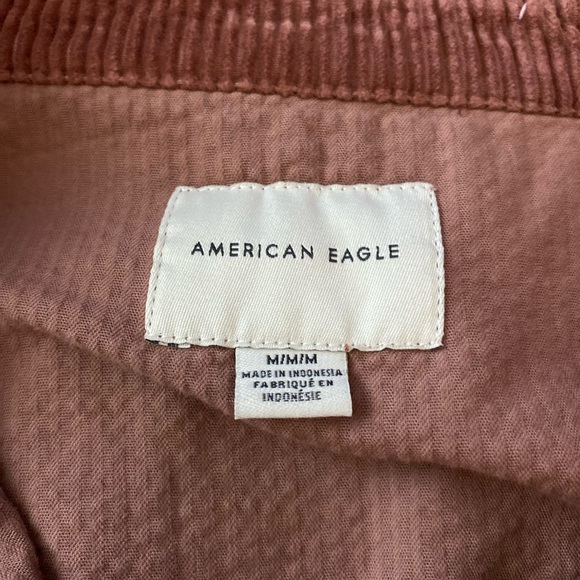 AMERICAN EAGLE
M/M/M
MADE IN INDONESIA
FABRIQUÉ EN
INDONÉSIE